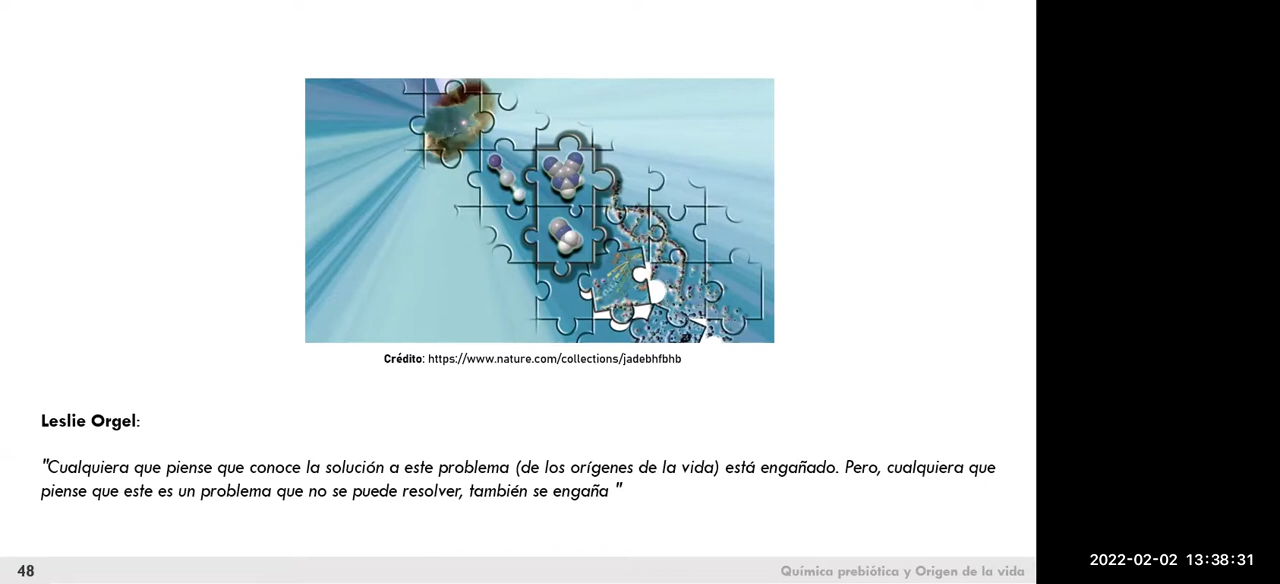 Crédito: https://www.nature.com/collections/jadebhfbhb
Leslie Orgel:
"Cualquiera que piense que conoce la solución a este problema (de los orígenes de la vida) está engañado. Pero, cualquiera que
piense que este es un problema que no se puede resolver, también se engaña "
48
Química prebiótica y Origen de la vida
2022-02-02 13:38:31